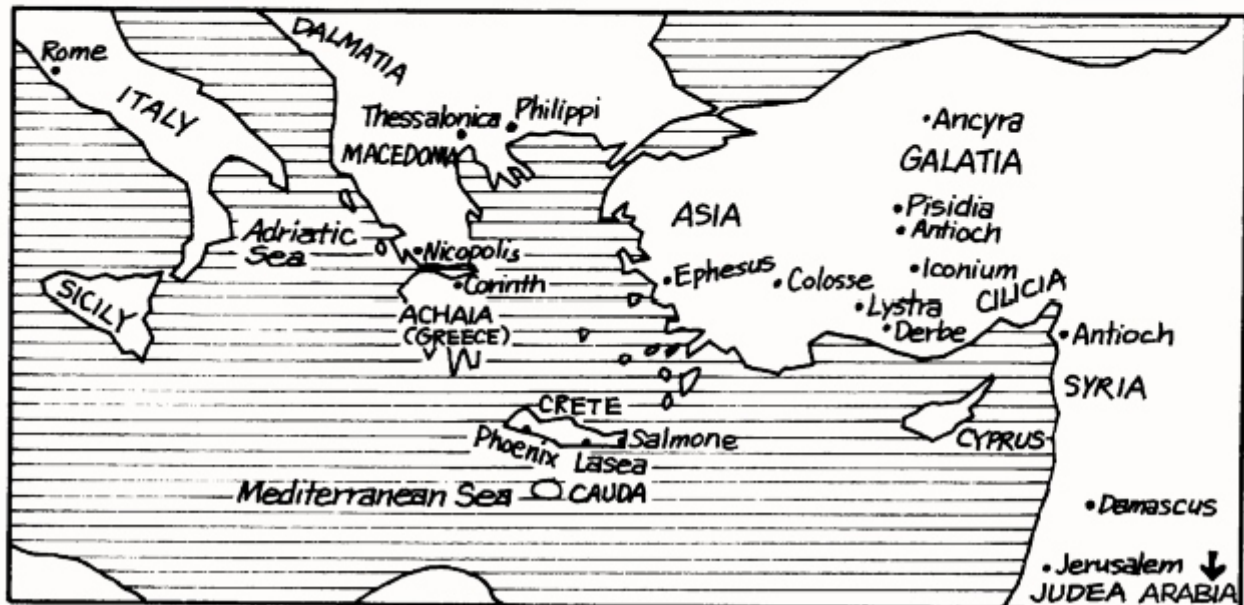 DALMATIA
Rome
ITALY
Thessalonica
Philippi
MACEDONIA
Ancyra
GALATIA
Pisidia
Antioch
ASIA
Adriatic
Sea
Nicopolis
Corinth
ACHAIA
(GREECE)
SICILY
Ephesus
Colosse
Iconium
CILICIA
Lystra
Derbe
Antioch
SYRIA
CRETE
Phoenix
Lasea
Salmone
CYPRUS
Mediterranean Sea
CAUDA
Damascus
Jerusalem
JUDEA ARABIA